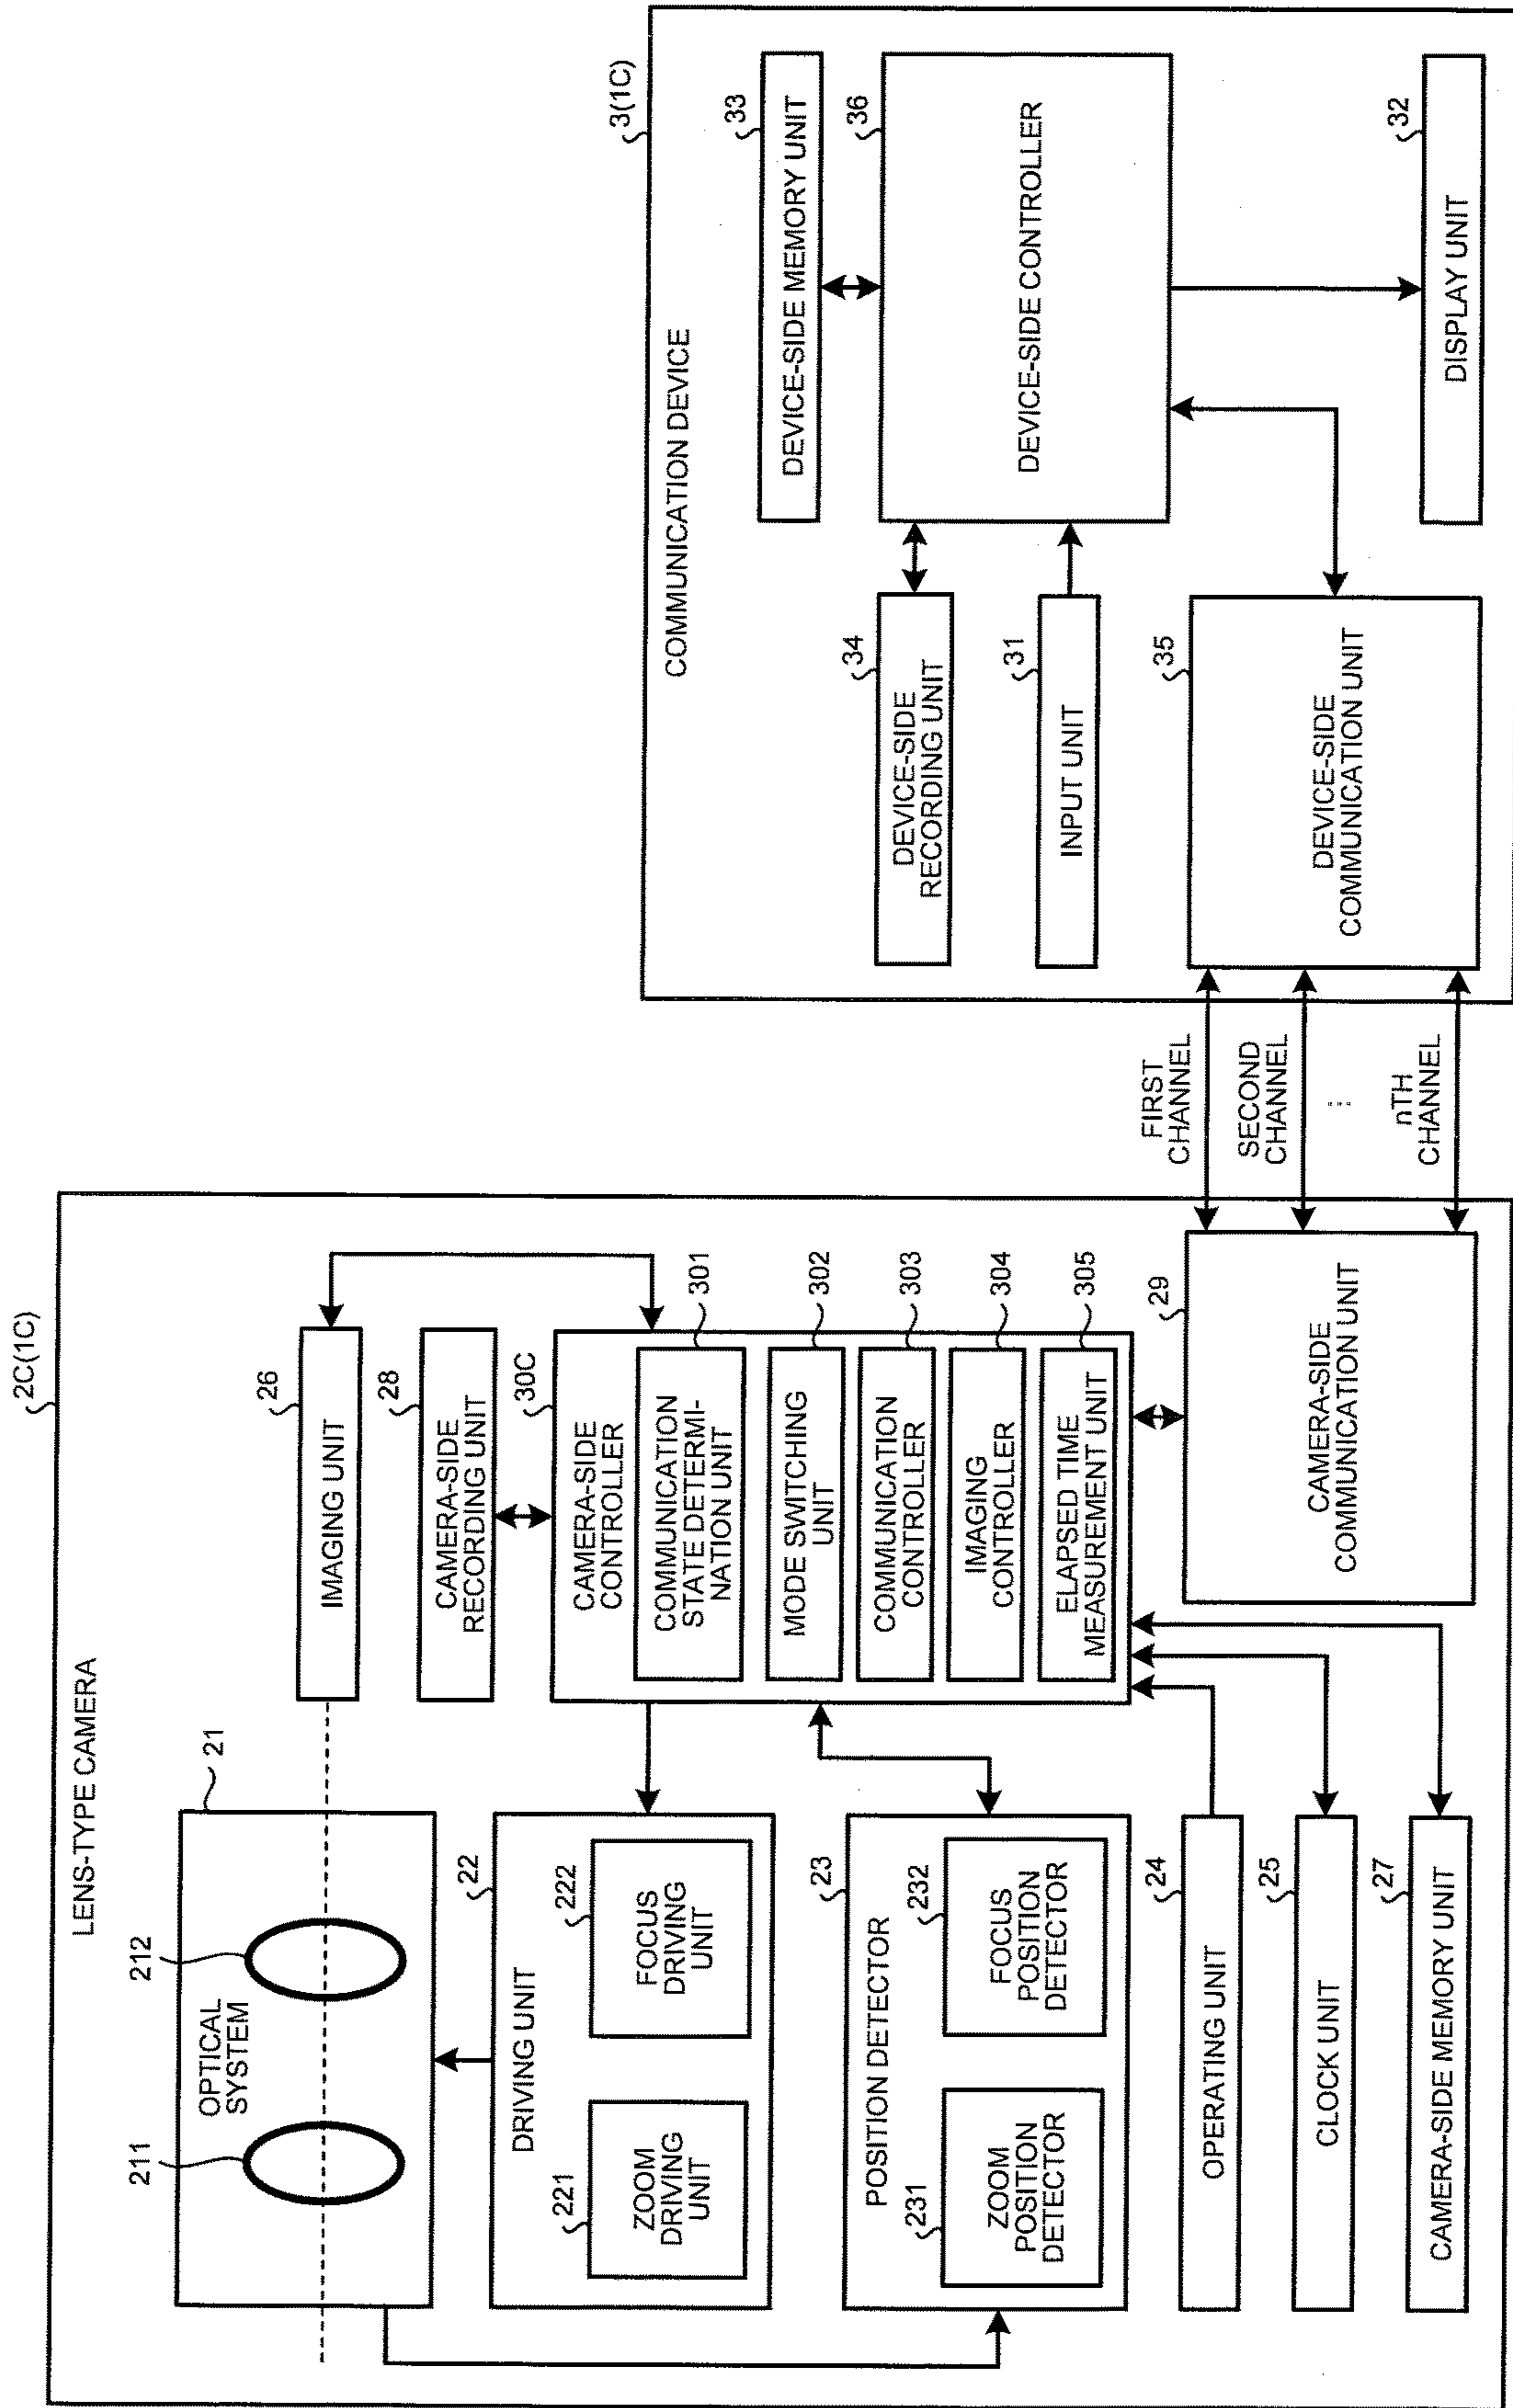 2C(1C)
LENS-TYPE CAMERA
211
212
OPTICAL
SYSTEM
21
26
IMAGING UNIT
28
CAMERA-SIDE
RECORDING UNIT
DRIVING UNIT
22
221
ZOOM
DRIVING
UNIT
222
FOCUS
DRIVING
UNIT
30C
CAMERA-SIDE
CONTROLLER
COMMUNICATION
STATE DETERMI-
NATION UNIT
301
MODE SWITCHING
UNIT
302
COMMUNICATION
CONTROLLER
303
IMAGING
CONTROLLER
304
ELAPSED TIME
MEASUREMENT UNIT
305
POSITION DETECTOR
23
231
ZOOM
POSITION
DETECTOR
232
FOCUS
POSITION
DETECTOR
OPERATING UNIT
24
CLOCK UNIT
25
CAMERA-SIDE MEMORY UNIT
27
29
CAMERA-SIDE
COMMUNICATION UNIT
FIRST
CHANNEL
SECOND
CHANNEL
...
nTH
CHANNEL
3(1C)
COMMUNICATION DEVICE
33
DEVICE-SIDE MEMORY UNIT
34
DEVICE-SIDE
RECORDING UNIT
36
DEVICE-SIDE CONTROLLER
31
INPUT UNIT
35
DEVICE-SIDE
COMMUNICATION UNIT
32
DISPLAY UNIT